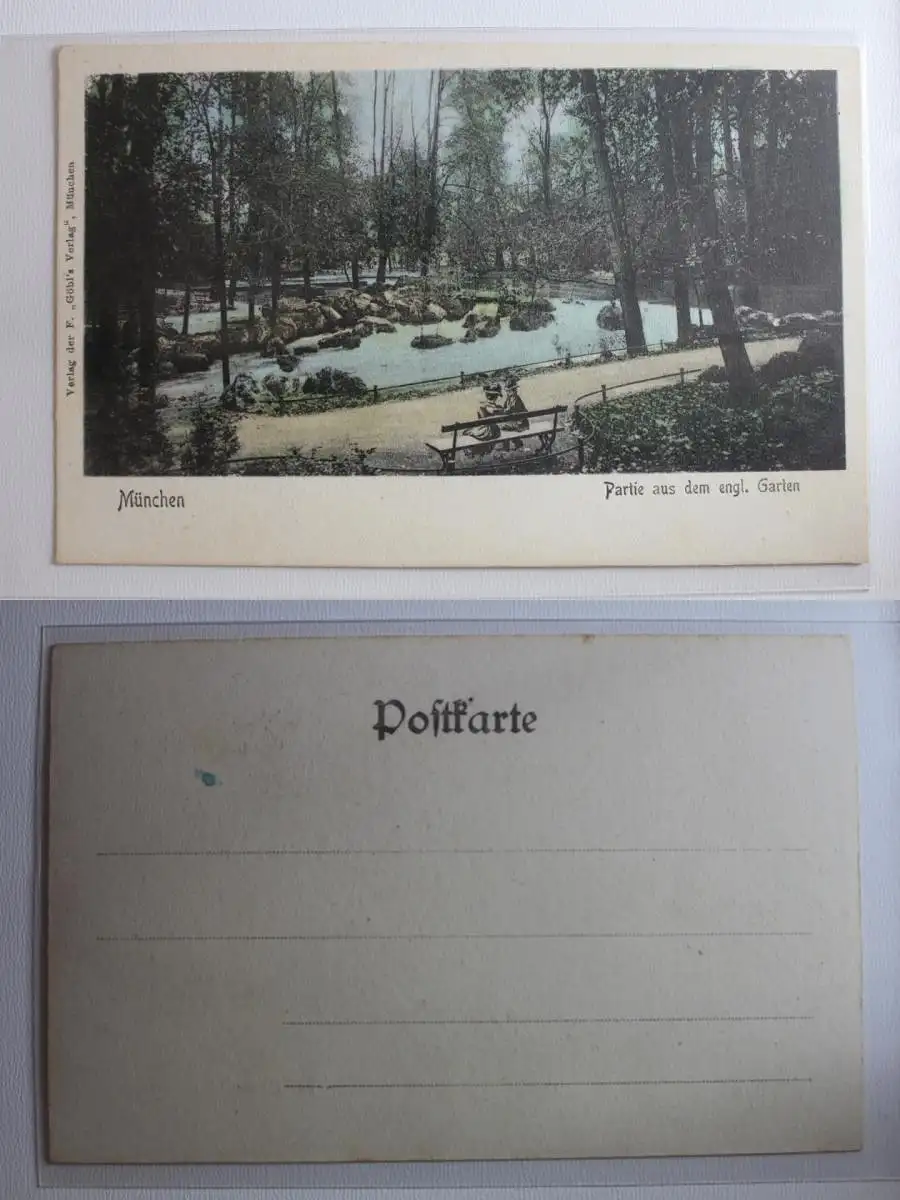 Verlag der F. „Göbl's Verlag“, München
München
Partie aus dem engl. Garten
Poſtkarte